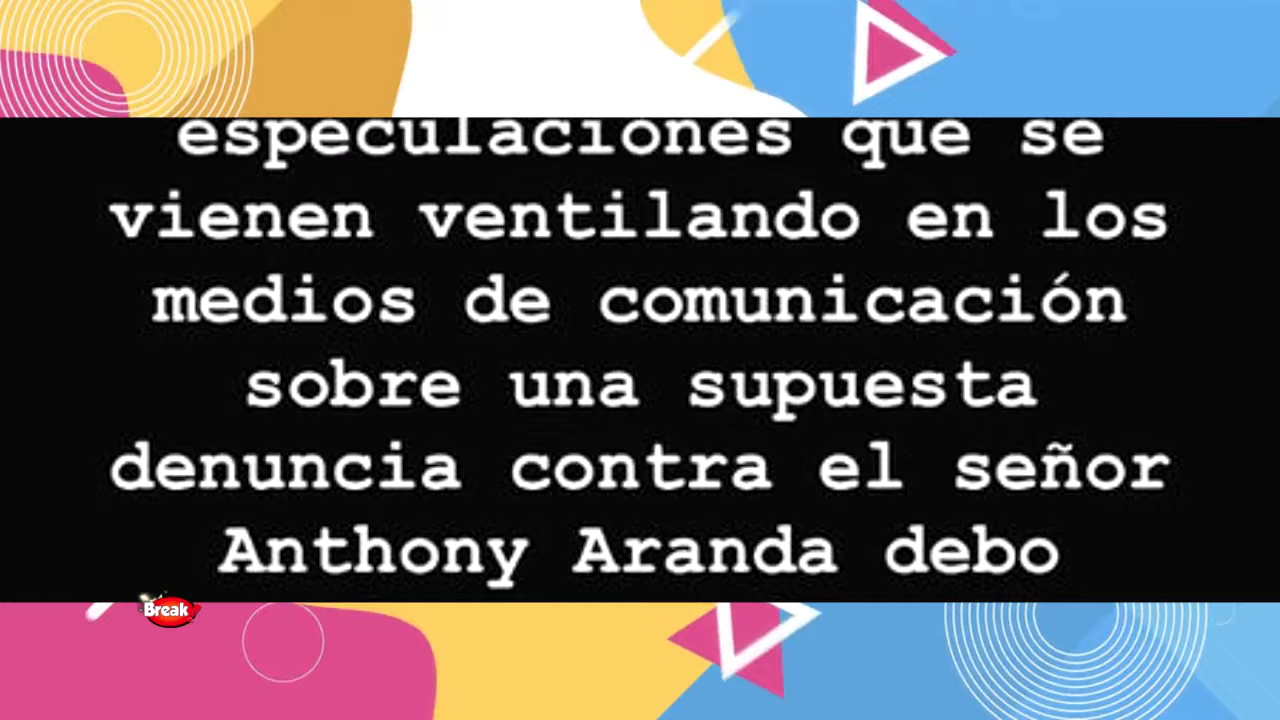 especulaciones que se
vienen ventilando en los
medios de comunicación
sobre una supuesta
denuncia contra el señor
Anthony Aranda debo
Break